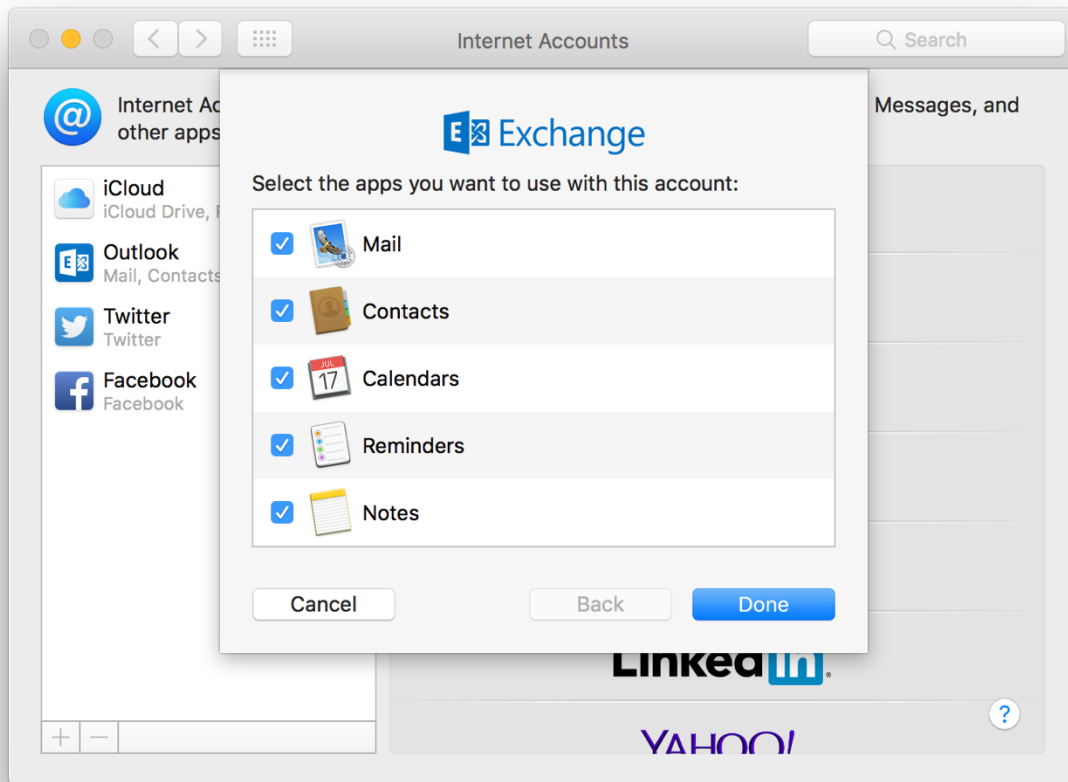 Internet Accounts
Search
Internet Ac
Messages, and
other apps
iCloud
iCloud Drive,
Outlook
Mail, Contacts
Twitter
Twitter
Facebook
Facebook
E Exchange
Select the apps you want to use with this account:
Mail
Contacts
JUL
17
Calendars
Reminders
Notes
Cancel
Back
Done
LinkedIn
YAHOO!
?